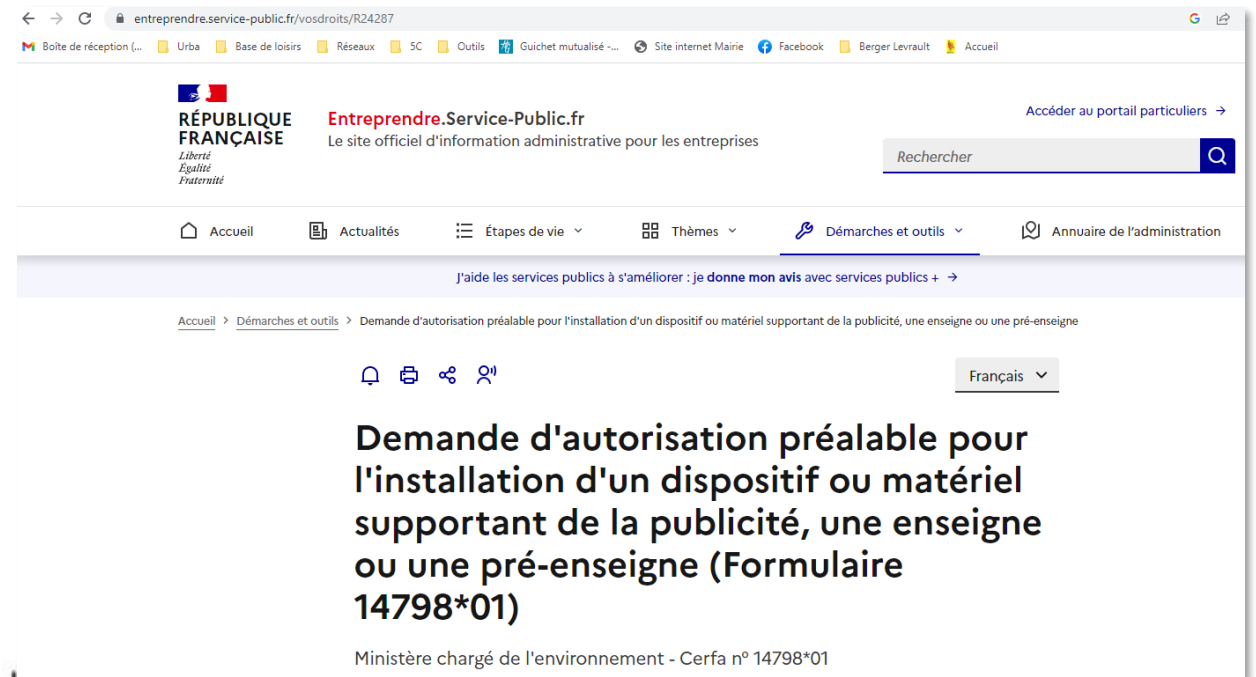 entreprendre.service-public.fr/vosdroits/R24287
Boîte de réception (... Urba Base de loisirs Réseaux 5C Outils Guichet mutualisé -... Site internet Mairie Facebook Berger Levrault Accueil
RÉPUBLIQUE
FRANÇAISE
Liberté
Égalité
Fraternité
Entreprendre.Service-Public.fr
Le site officiel d'information administrative pour les entreprises
Accéder au portail particuliers →
Rechercher
Accueil Actualités Étapes de vie Thèmes Démarches et outils Annuaire de l'administration
J'aide les services publics à s'améliorer : je donne mon avis avec services publics + →
Accueil > Démarches et outils > Demande d'autorisation préalable pour l'installation d'un dispositif ou matériel supportant de la publicité, une enseigne ou une pré-enseigne
Français
Demande d'autorisation préalable pour
l'installation d'un dispositif ou matériel
supportant de la publicité, une enseigne
ou une pré-enseigne (Formulaire
14798*01)
Ministère chargé de l'environnement - Cerfa nº 14798*01